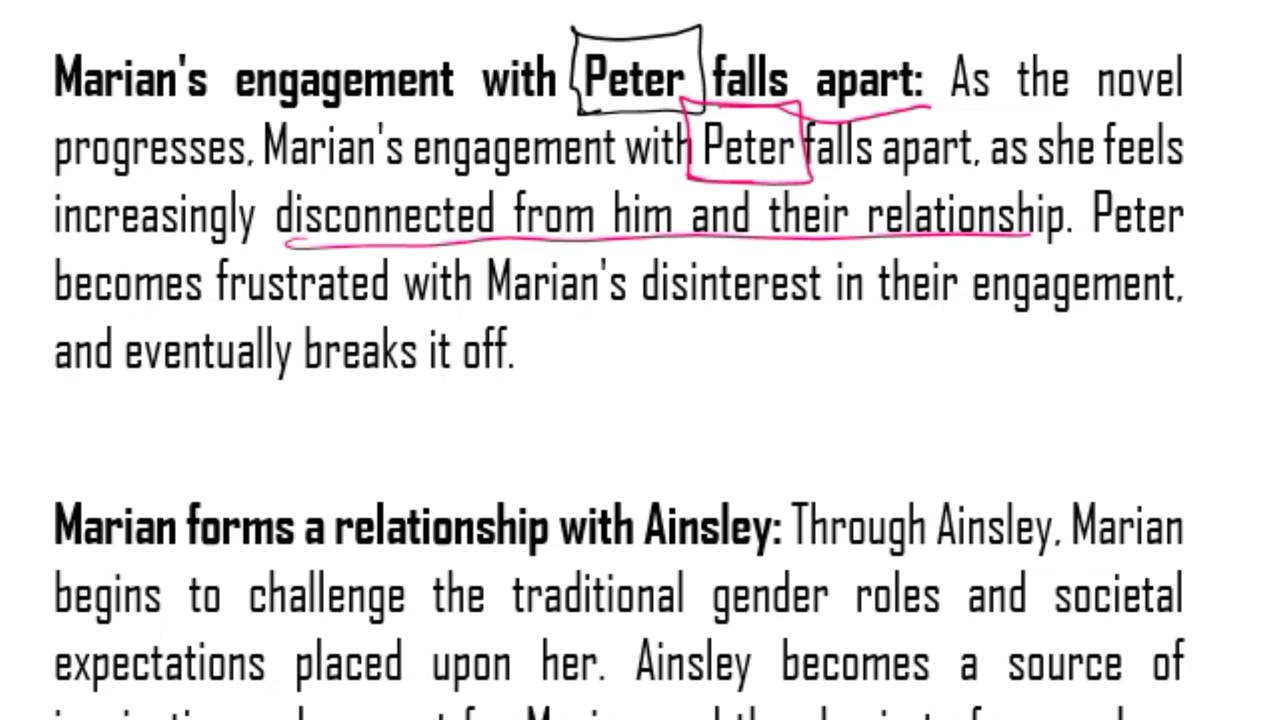 Marian's engagement with Peter falls apart: As the novel
progresses, Marian's engagement with Peter falls apart, as she feels
increasingly disconnected from him and their relationship. Peter
becomes frustrated with Marian's disinterest in their engagement,
and eventually breaks it off.
Marian forms a relationship with Ainsley: Through Ainsley, Marian
begins to challenge the traditional gender roles and societal
expectations placed upon her. Ainsley becomes a source of